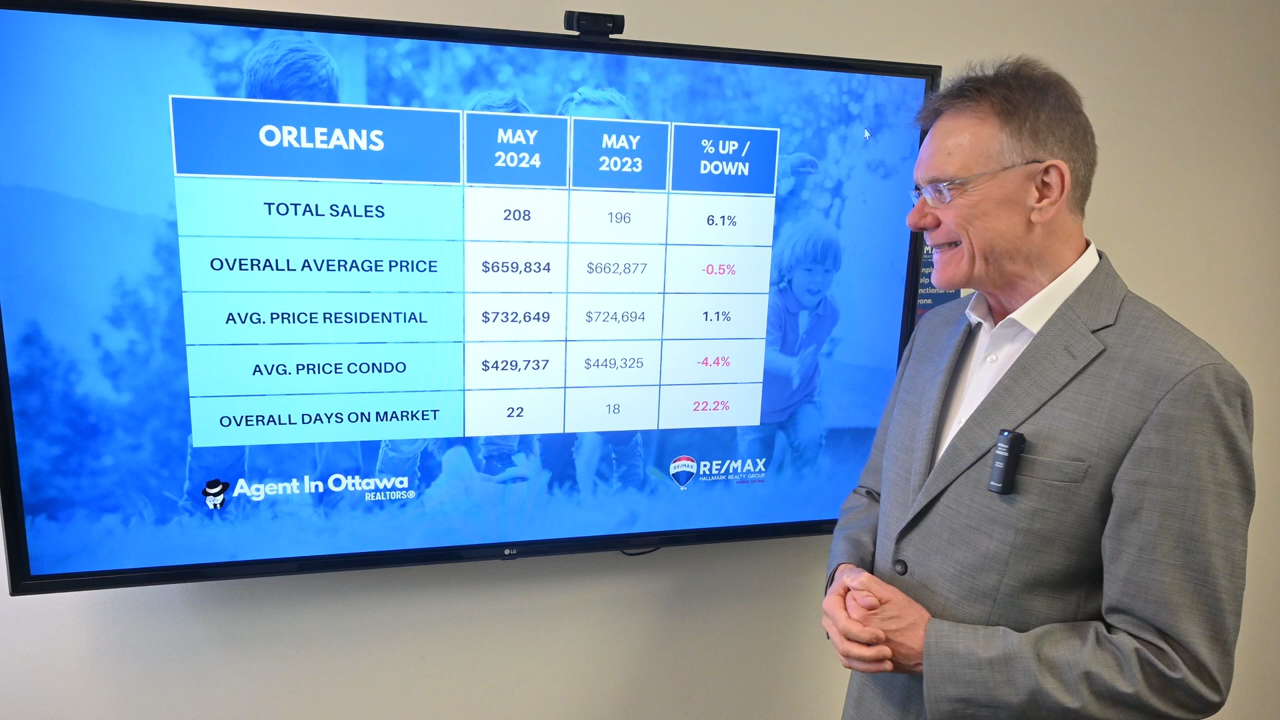 ORLEANS
MAY
2024
MAY
2023
% UP /
DOWN
TOTAL SALES
208
196
6.1%
OVERALL AVERAGE PRICE
$659,834
$662,877
-0.5%
AVG. PRICE RESIDENTIAL
$732,649
$724,694
1.1%
AVG. PRICE CONDO
$429,737
$449,325
-4.4%
OVERALL DAYS ON MARKET
22
18
22.2%
Agent In Ottawa
REALTORS®
RE/MAX
RE/MAX
HALLMARK REALTY GROUP
LG